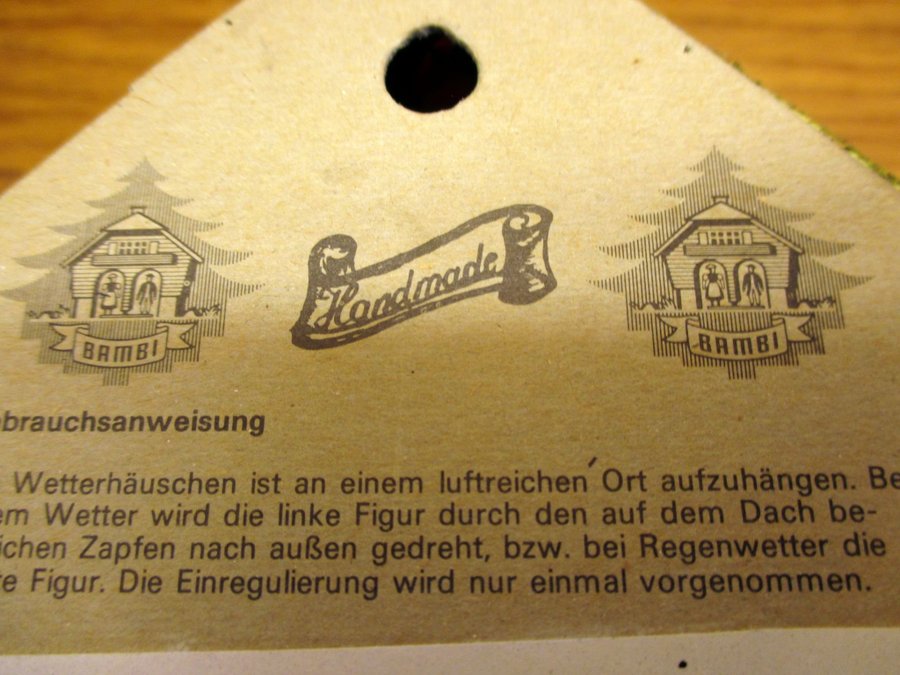 Handmade
BAMBI
BAMBI
brauchsanweisung
Wetterhäuschen ist an einem luftreichen Ort aufzuhängen. Be
em Wetter wird die linke Figur durch den auf dem Dach be-
ichen Zapfen nach außen gedreht, bzw. bei Regenwetter die
e Figur. Die Einregulierung wird nur einmal vorgenommen.